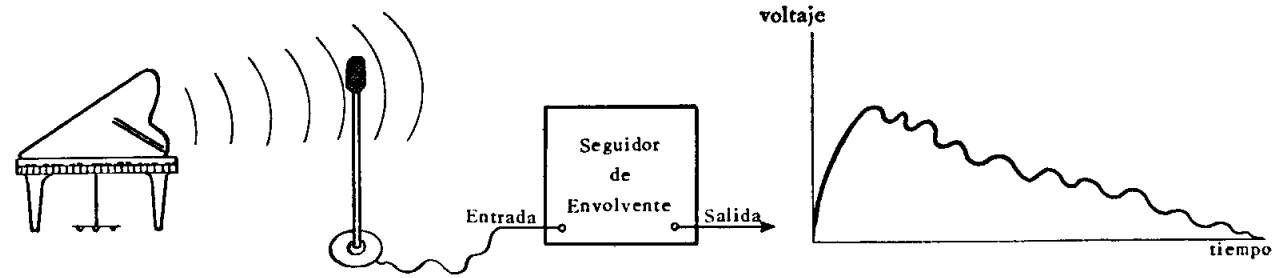 voltaje
Seguidor
de
Envolvente
Entrada
Salida
tiempo